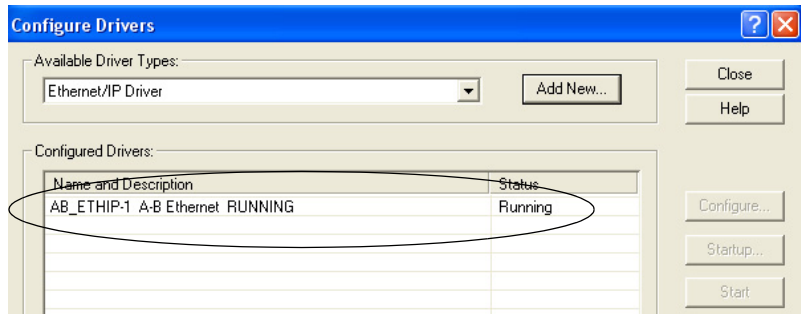 Configure Drivers
Available Driver Types:
Ethernet/IP Driver
Add New...
Close
Help
Configured Drivers:
Name and Description Status
AB_ETHIP-1 A-B Ethernet RUNNING Running
Configure...
Startup...
Start